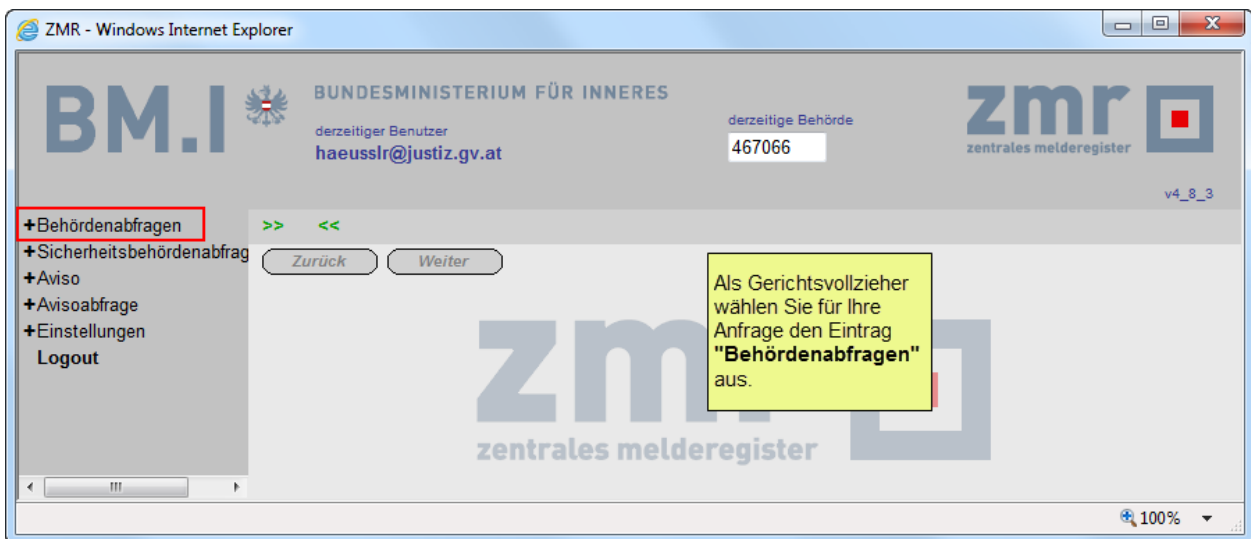 ZMR - Windows Internet Explorer
BM.I
BUNDESMINISTERIUM FÜR INNERES
derzeitiger Benutzer
haeusslr@justiz.gv.at
derzeitige Behörde
467066
zmr
zentrales melderegister
v4_8_3
+Behördenabfragen
+Sicherheitsbehördenabfrag
+Aviso
+Avisoabfrage
+Einstellungen
Logout
>> <<
Zurück Weiter
Als Gerichtsvollzieher
wählen Sie für Ihre
Anfrage den Eintrag
"Behördenabfragen"
aus.
zmr
zentrales melderegister
100%